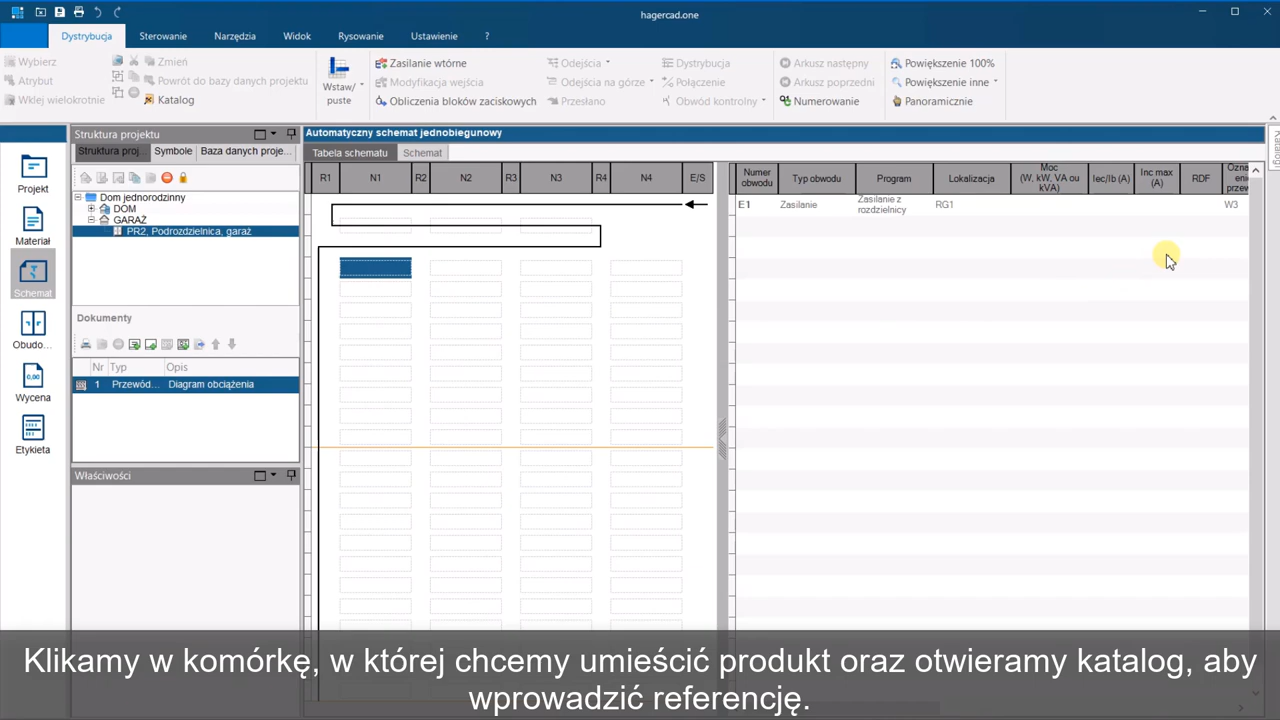 hagercad.one
Dystrybucja Sterowanie Narzędzia Widok Rysowanie Ustawienie ?
Wybierz
Atrybut
Wklej wielokrotnie
Zmień
Powrót do bazy danych projektu
Katalog
Wstaw/
puste
Zasilanie wtórne
Modyfikacja wejścia
Obliczenia bloków zaciskowych
Odejścia
Odejścia na górze
Przesłano
Dystrybucja
Połączenie
Obwód kontrolny
Arkusz następny
Arkusz poprzedni
Numerowanie
Powiększenie 100%
Powiększenie inne
Panoramicznie
Projekt
Materiał
Schemat
Obudo...
Wycena
Etykieta
Struktura projektu
Struktura proj... Symbole Baza danych proje...
Dom jednorodzinny
DOM
GARAŻ
PR2, Podrozdzielnica, garaż
Dokumenty
Nr Typ Opis
1 Przewód... Diagram obciążenia
Właściwości
Automatyczny schemat jednobiegunowy
Tabela schematu Schemat
R1 N1 R2 N2 R3 N3 R4 N4 E/S
Numer
obwodu
Typ obwodu
Program
Lokalizacja
Moc
(W. kW, VA ou
kVA)
Iec/Ib (A)
Inc max
(A)
RDF
Ozna
eni
przew
E1 Zasilanie
Zasilanie z
rozdzielnicy
RG1 W3
Katalogi
Klikamy w komórkę, w której chcemy umieścić produkt oraz otwieramy katalog, aby
wprowadzić referencję.